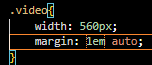 .video{
    width: 560px;
    margin: 1em auto;
}